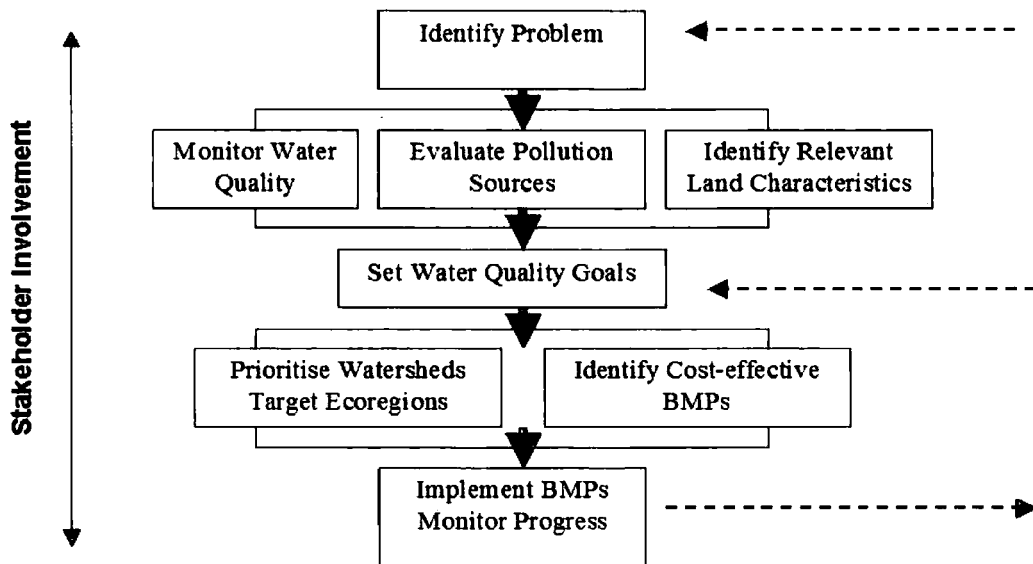 Identify Problem
Monitor Water
Quality
Evaluate Pollution
Sources
Identify Relevant
Land Characteristics
Set Water Quality Goals
Prioritise Watersheds
Target Ecoregions
Identify Cost-effective
BMPs
Implement BMPs
Monitor Progress
Stakeholder Involvement